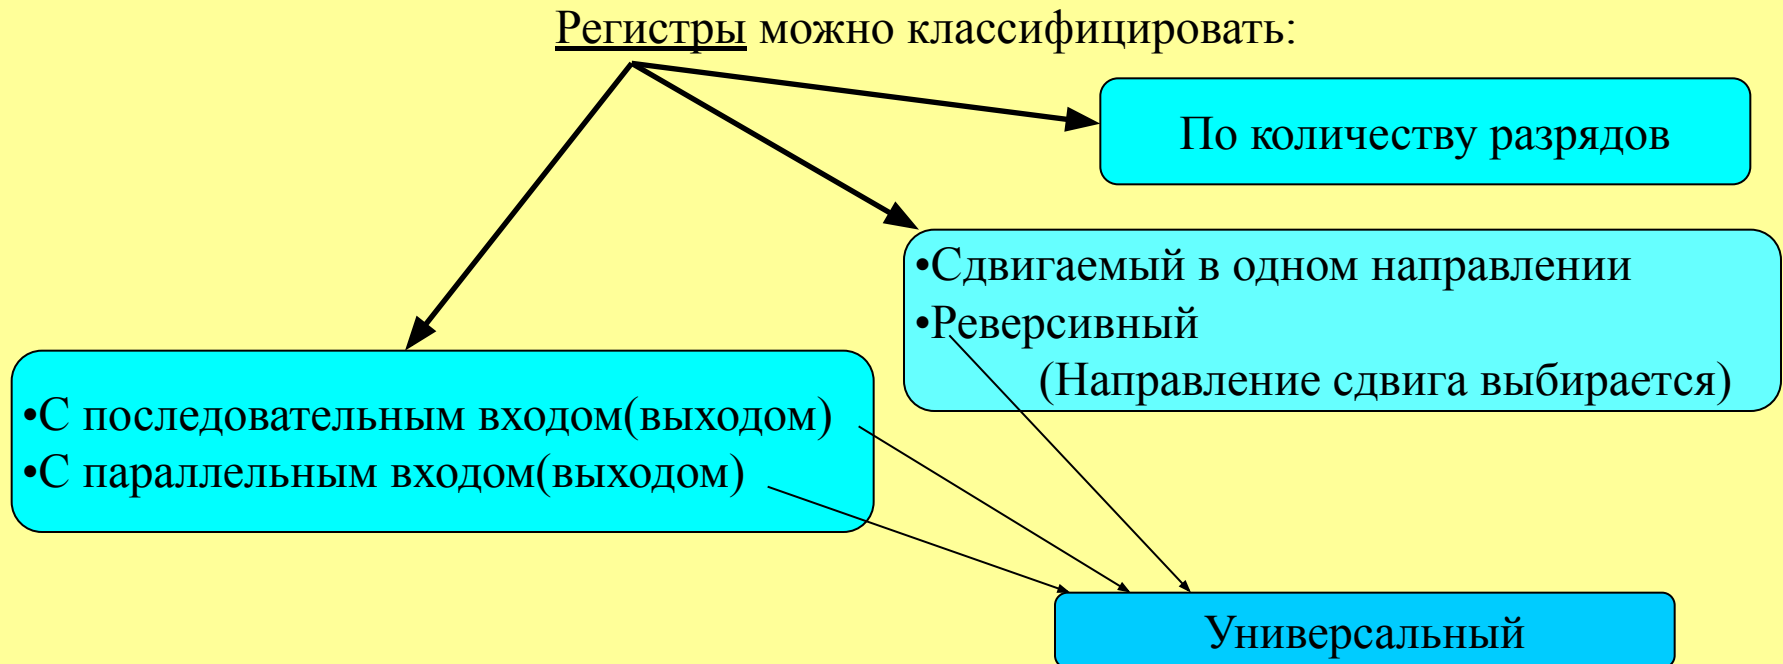 Регистры можно классифицировать:
По количеству разрядов
•Сдвигаемый в одном направлении
•Реверсивный
(Направление сдвига выбирается)
•С последовательным входом(выходом)
•С параллельным входом(выходом)
Универсальный